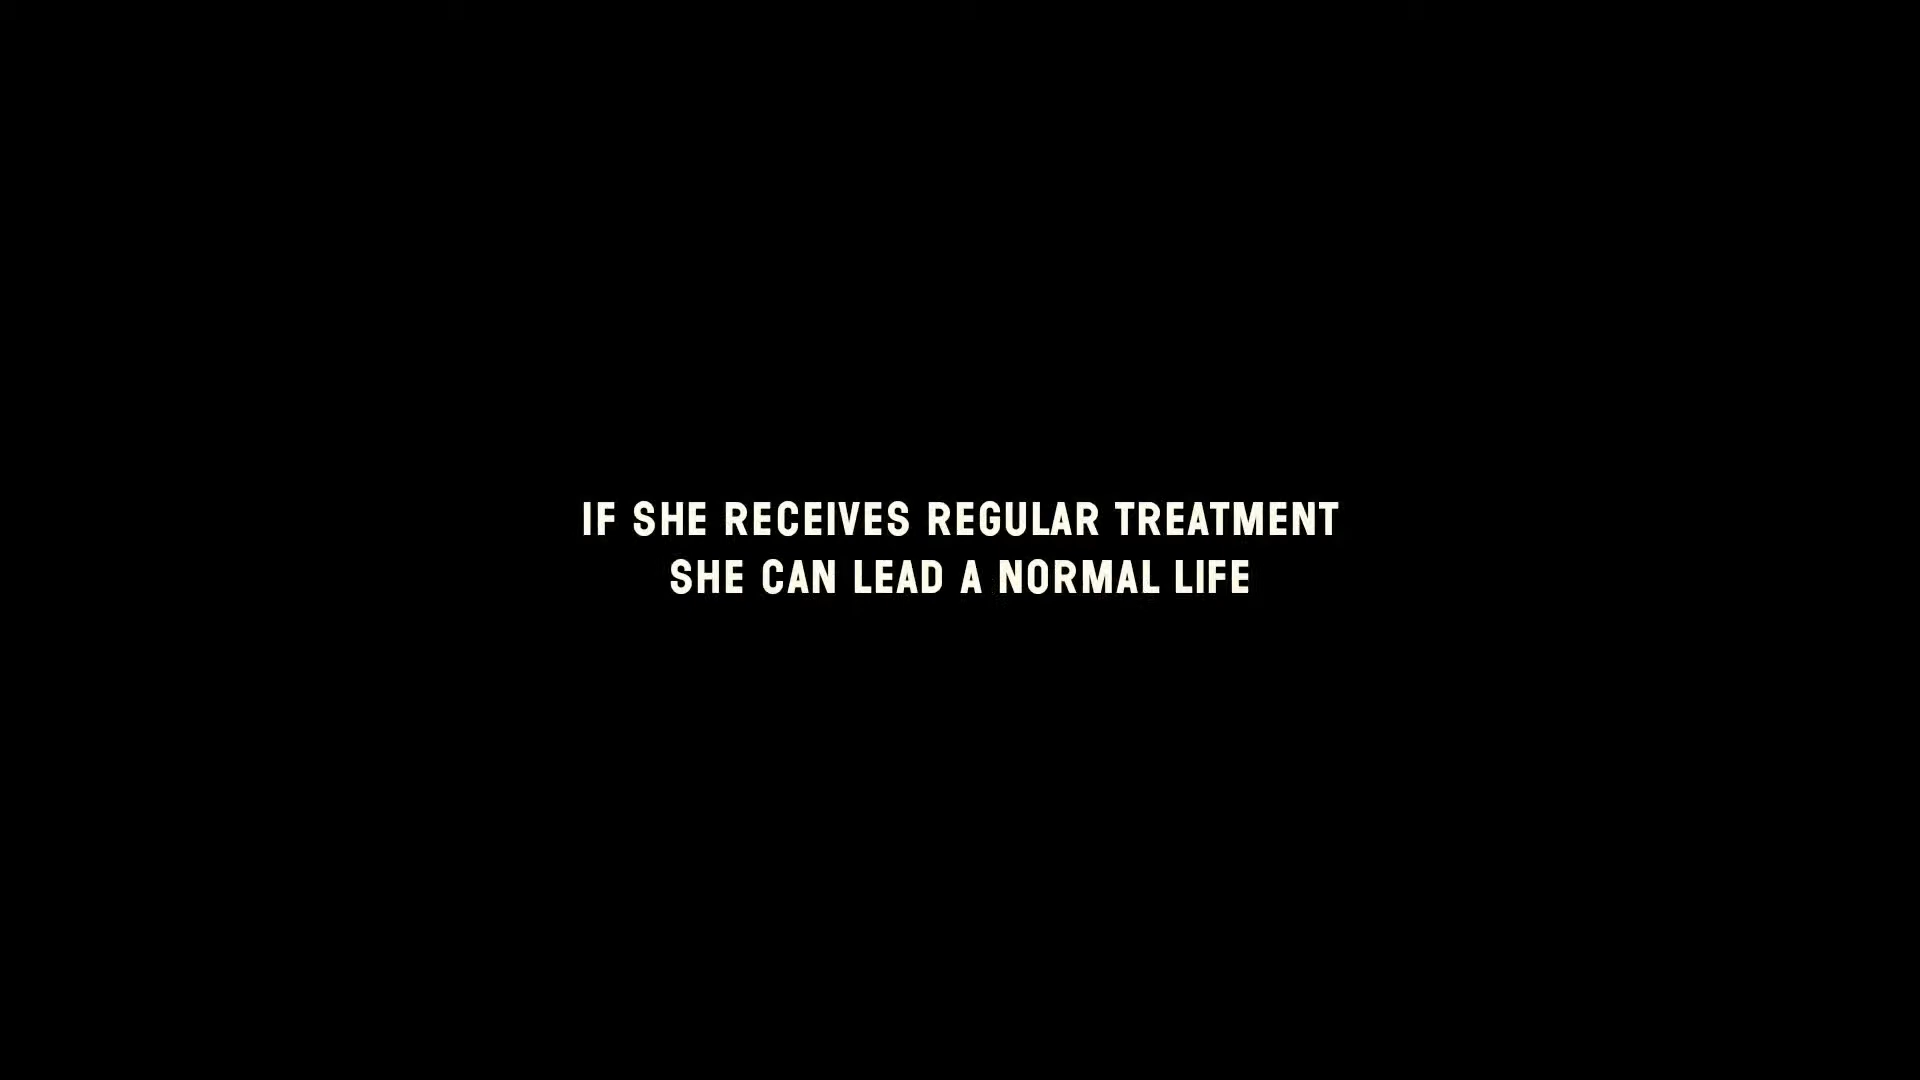 IF SHE RECEIVES REGULAR TREATMENT
SHE CAN LEAD A NORMAL LIFE